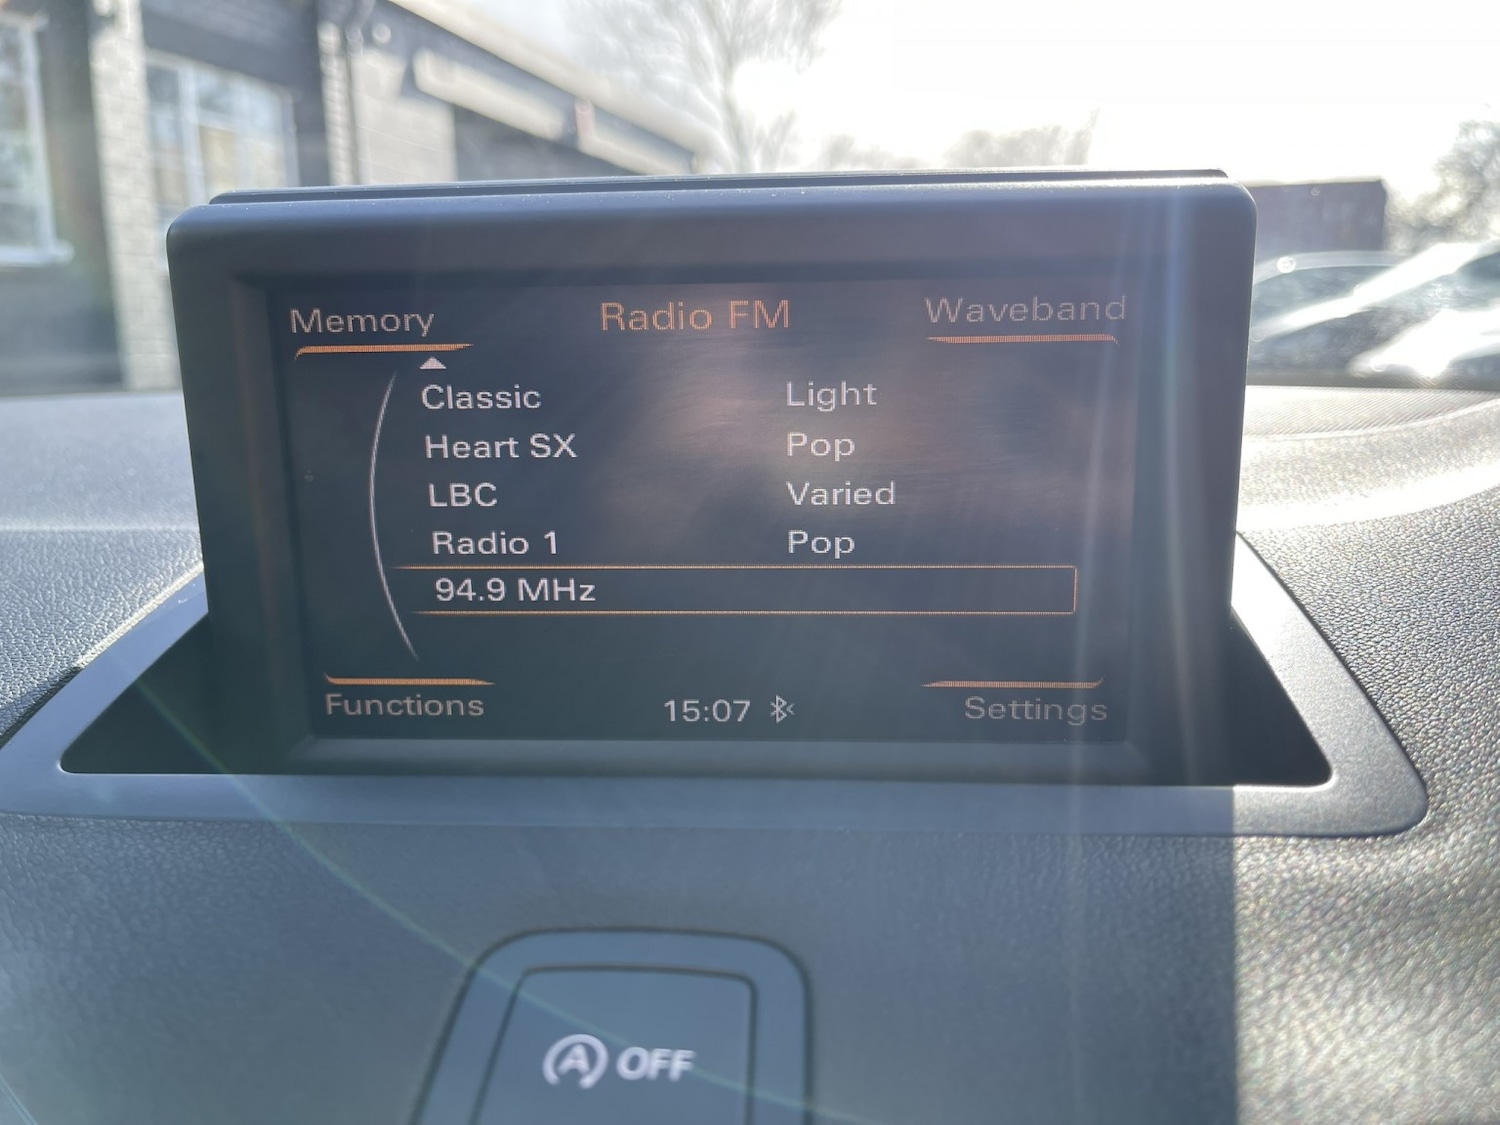 Memory Radio FM Waveband
Classic Light
Heart SX Pop
LBC Varied
Radio 1 Pop
94.9 MHz
Functions 15:07 Settings
A OFF